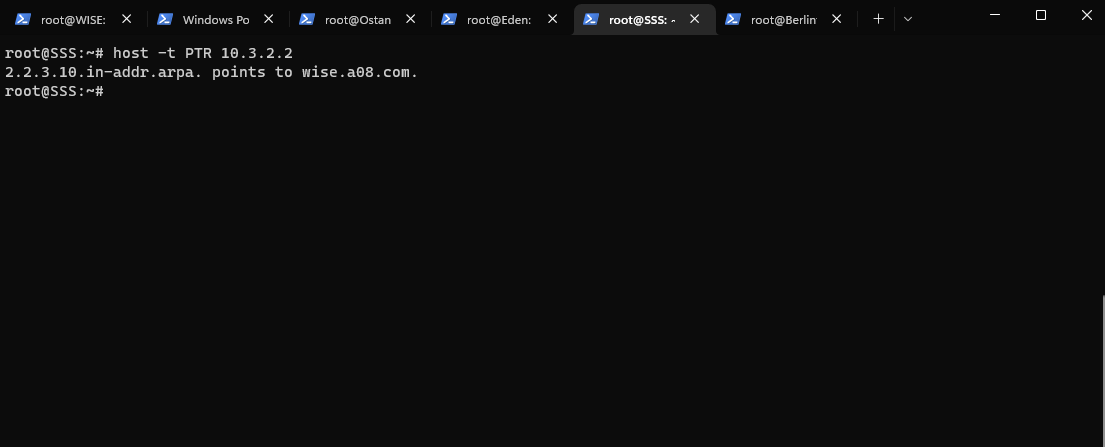 root@WISE:
Windows Po
root@Ostan
root@Eden:
root@SSS: ~
root@Berlin
root@SSS:~# host -t PTR 10.3.2.2
2.2.3.10.in-addr.arpa. points to wise.a08.com.
root@SSS:~#